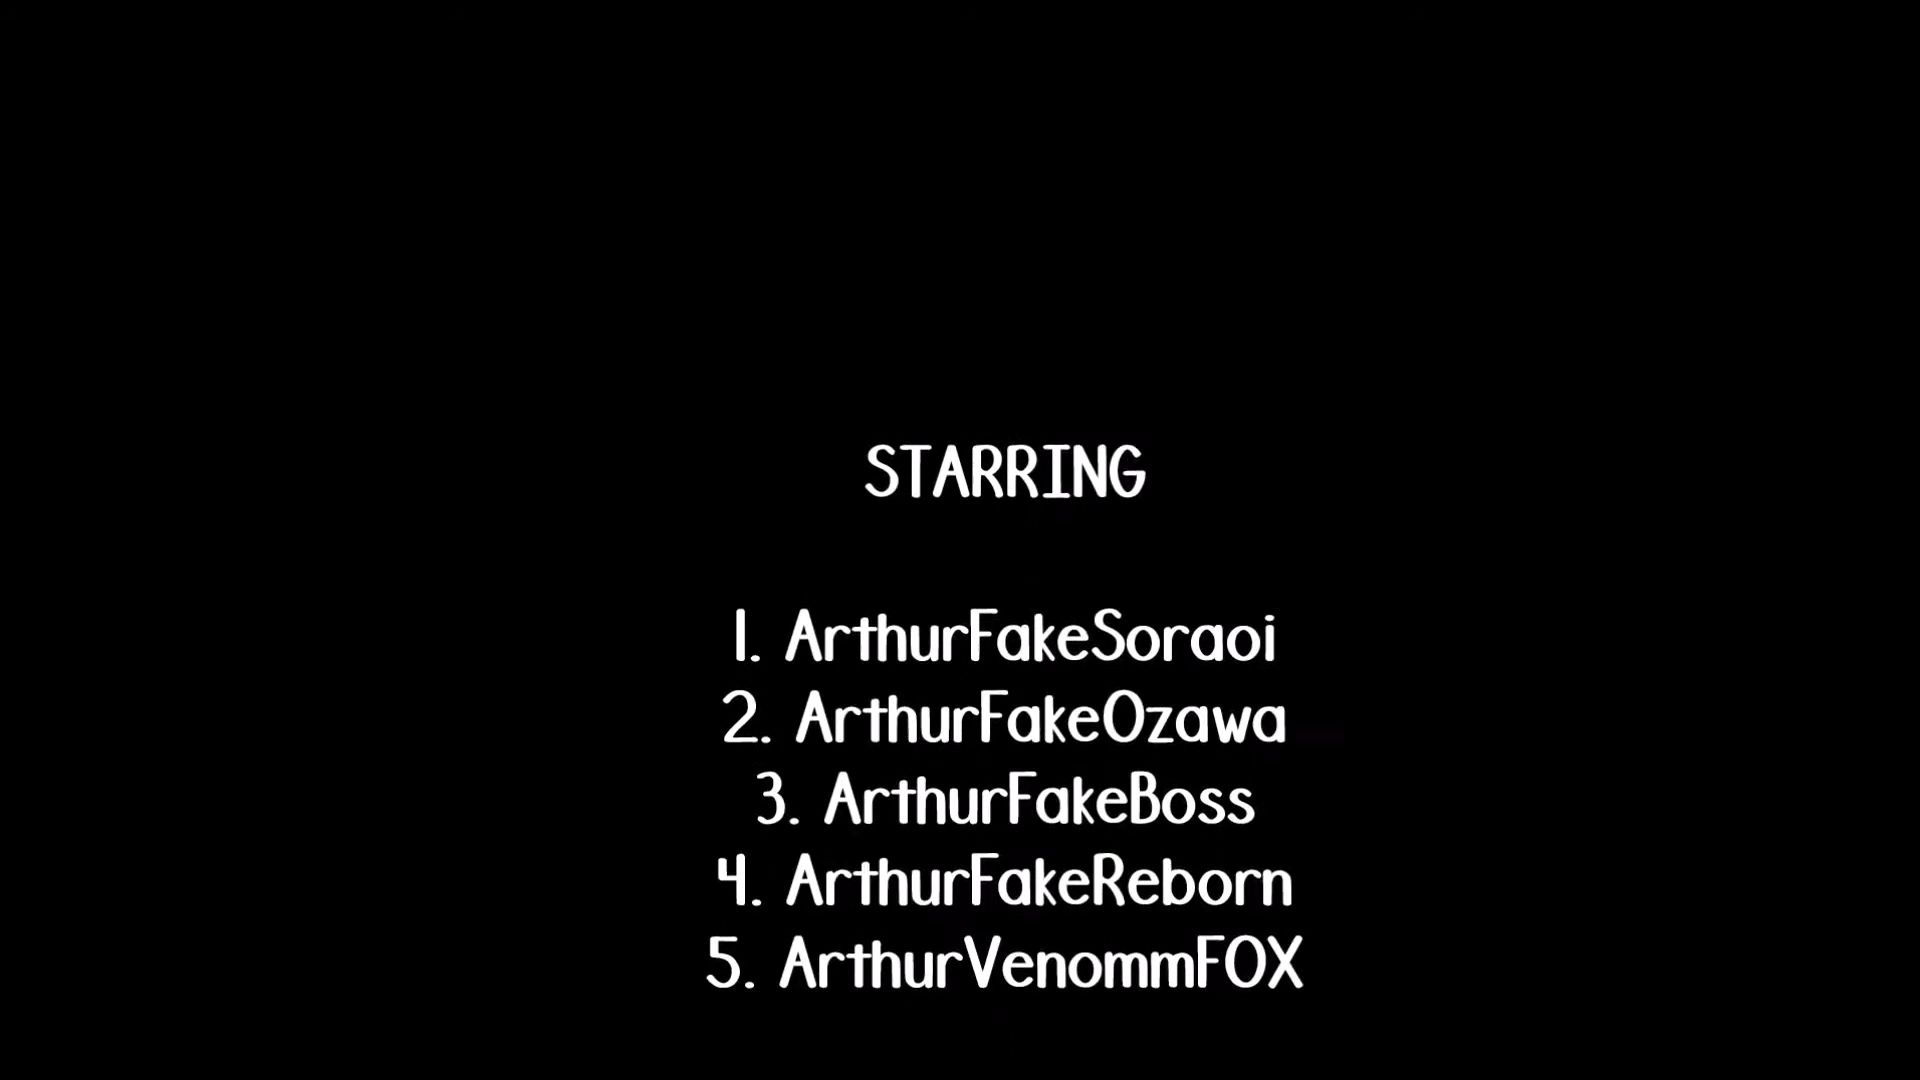 STARRING
1. ArthurFakeSoraoi
2. ArthurFakeOzawa
3. ArthurFakeBoss
4. ArthurFakeReborn
5. ArthurVenommFOX